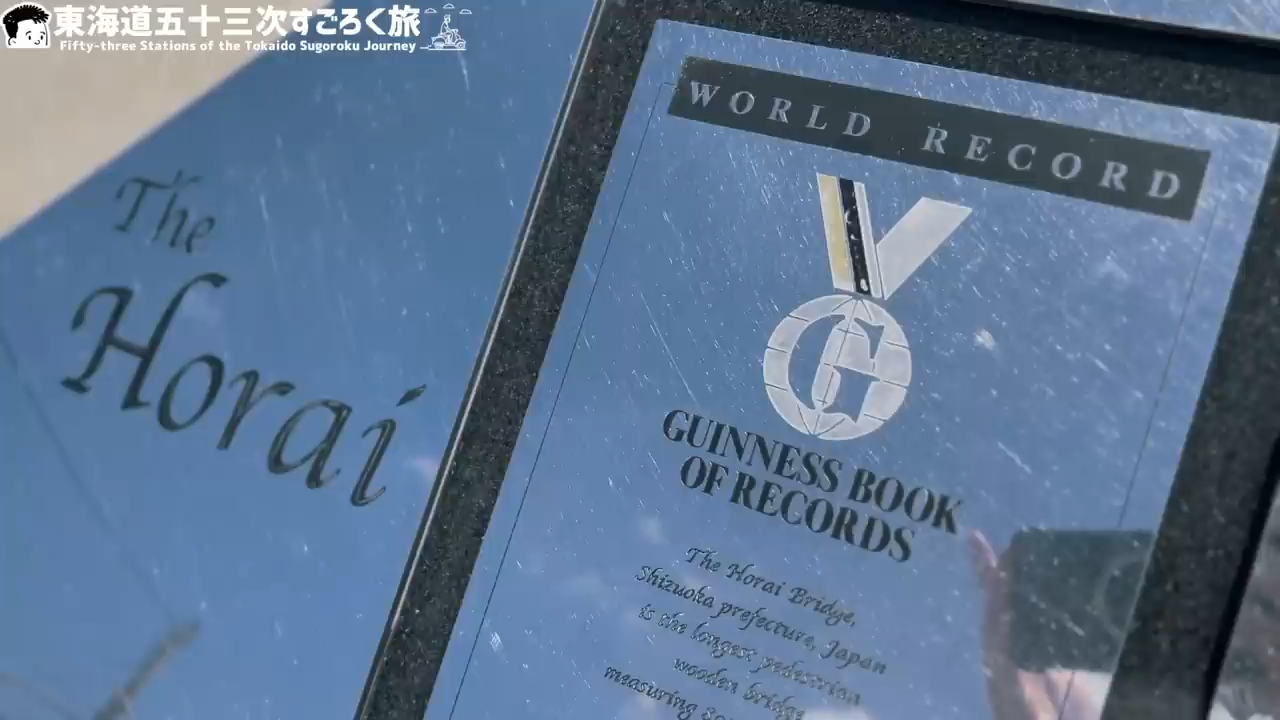 東海道五十三次すごろく旅
Fifty-three Stations of the Tokaido Sugoroku Journey
The
Horai
WORLD RECORD
G
GUINNESS BOOK
OF RECORDS
The Horai Bridge,
Shizuoka prefecture, Japan
is the longest pedestrian
wooden bridge
measuring